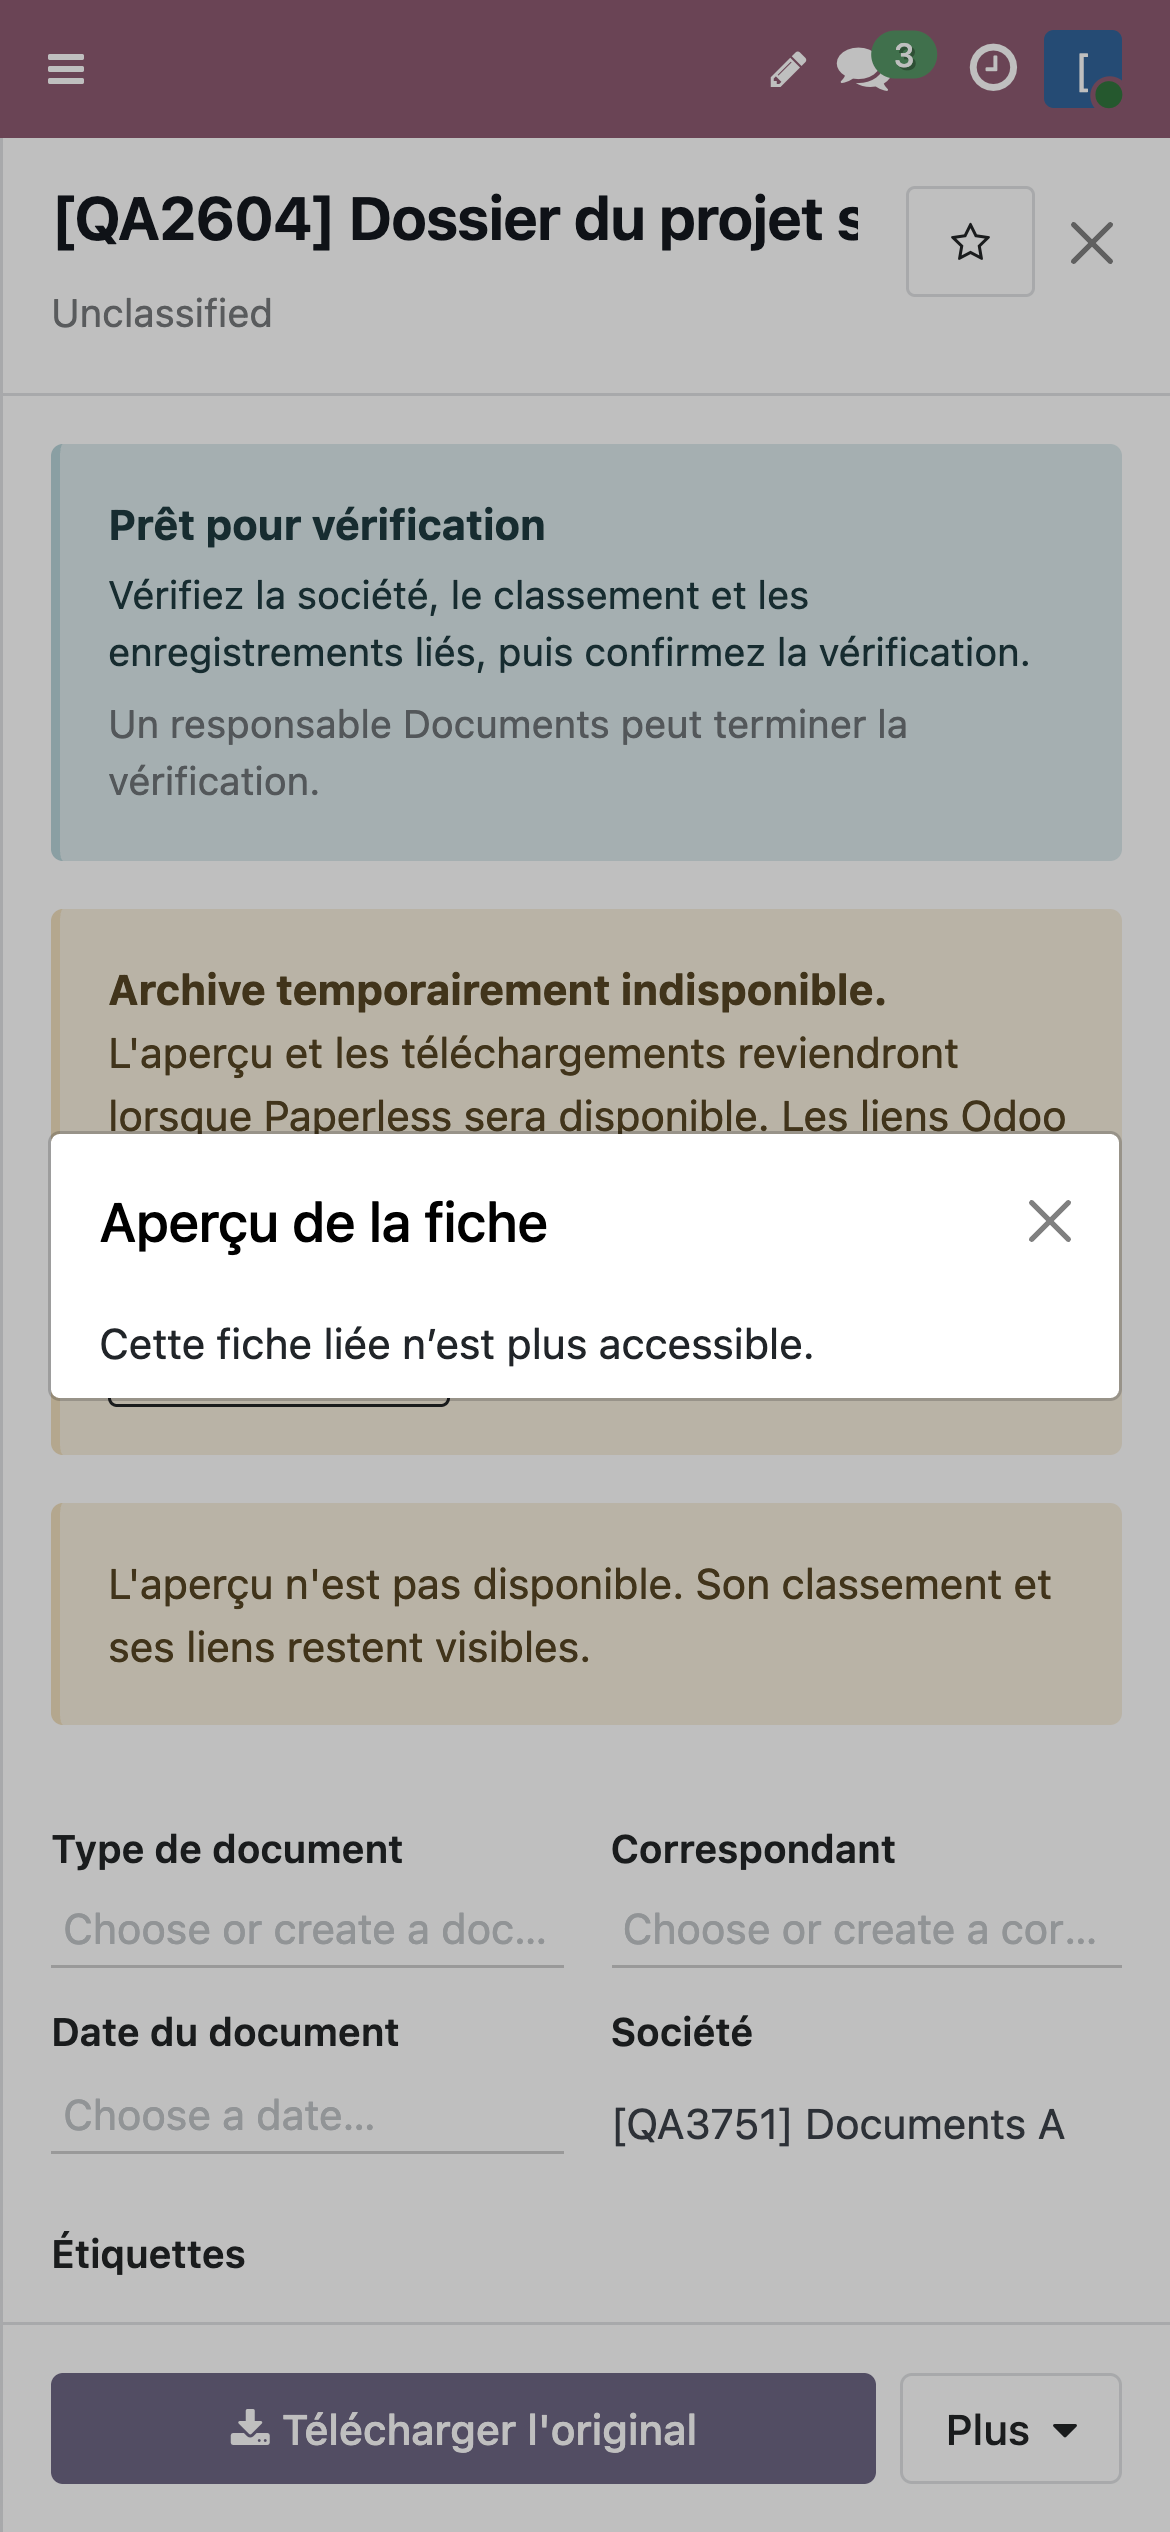 3
[
[QA2604] Dossier du projet s
Unclassified
Prêt pour vérification
Vérifiez la société, le classement et les
enregistrements liés, puis confirmez la vérification.
Un responsable Documents peut terminer la
vérification.
Archive temporairement indisponible.
L'aperçu et les téléchargements reviendront
lorsque Paperless sera disponible. Les liens Odoo
Aperçu de la fiche
Cette fiche liée n’est plus accessible.
L'aperçu n'est pas disponible. Son classement et
ses liens restent visibles.
Type de document
Correspondant
Choose or create a doc...
Choose or create a cor...
Date du document
Société
Choose a date...
[QA3751] Documents A
Étiquettes
Télécharger l'original
Plus